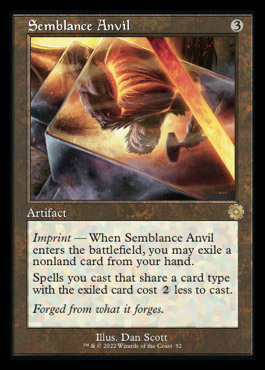 Semblance Anvil 3
Artifact
Imprint — When Semblance Anvil
enters the battlefield, you may exile a
nonland card from your hand.
Spells you cast that share a card type
with the exiled card cost 2 less to cast.
Forged from what it forges.
Illus. Dan Scott
™ & © 2022 Wizards of the Coast 52